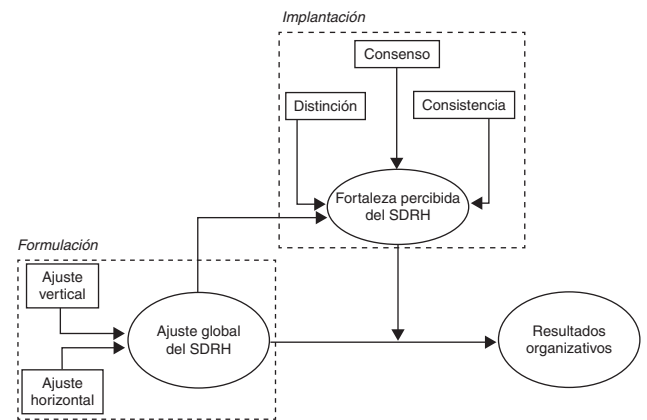 Implantación
Consenso
Distinción
Consistencia
Fortaleza percibida
del SDRH
Formulación
Ajuste
vertical
Ajuste global
del SDRH
Ajuste
horizontal
Resultados
organizativos